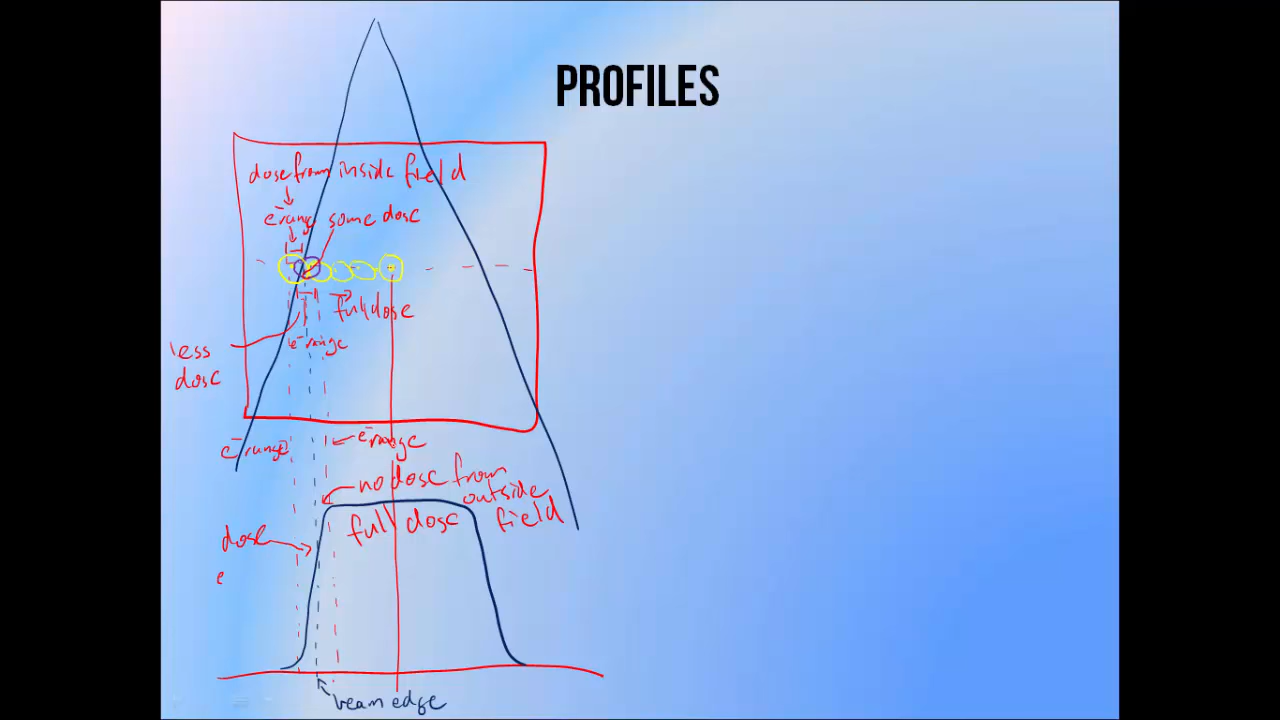 PROFILES
dose from inside field
e⁻range some dose
full dose
e⁻range
less
dose
e⁻range
e⁻range
no dose from
outside
field
full dose
dose
e
beam edge